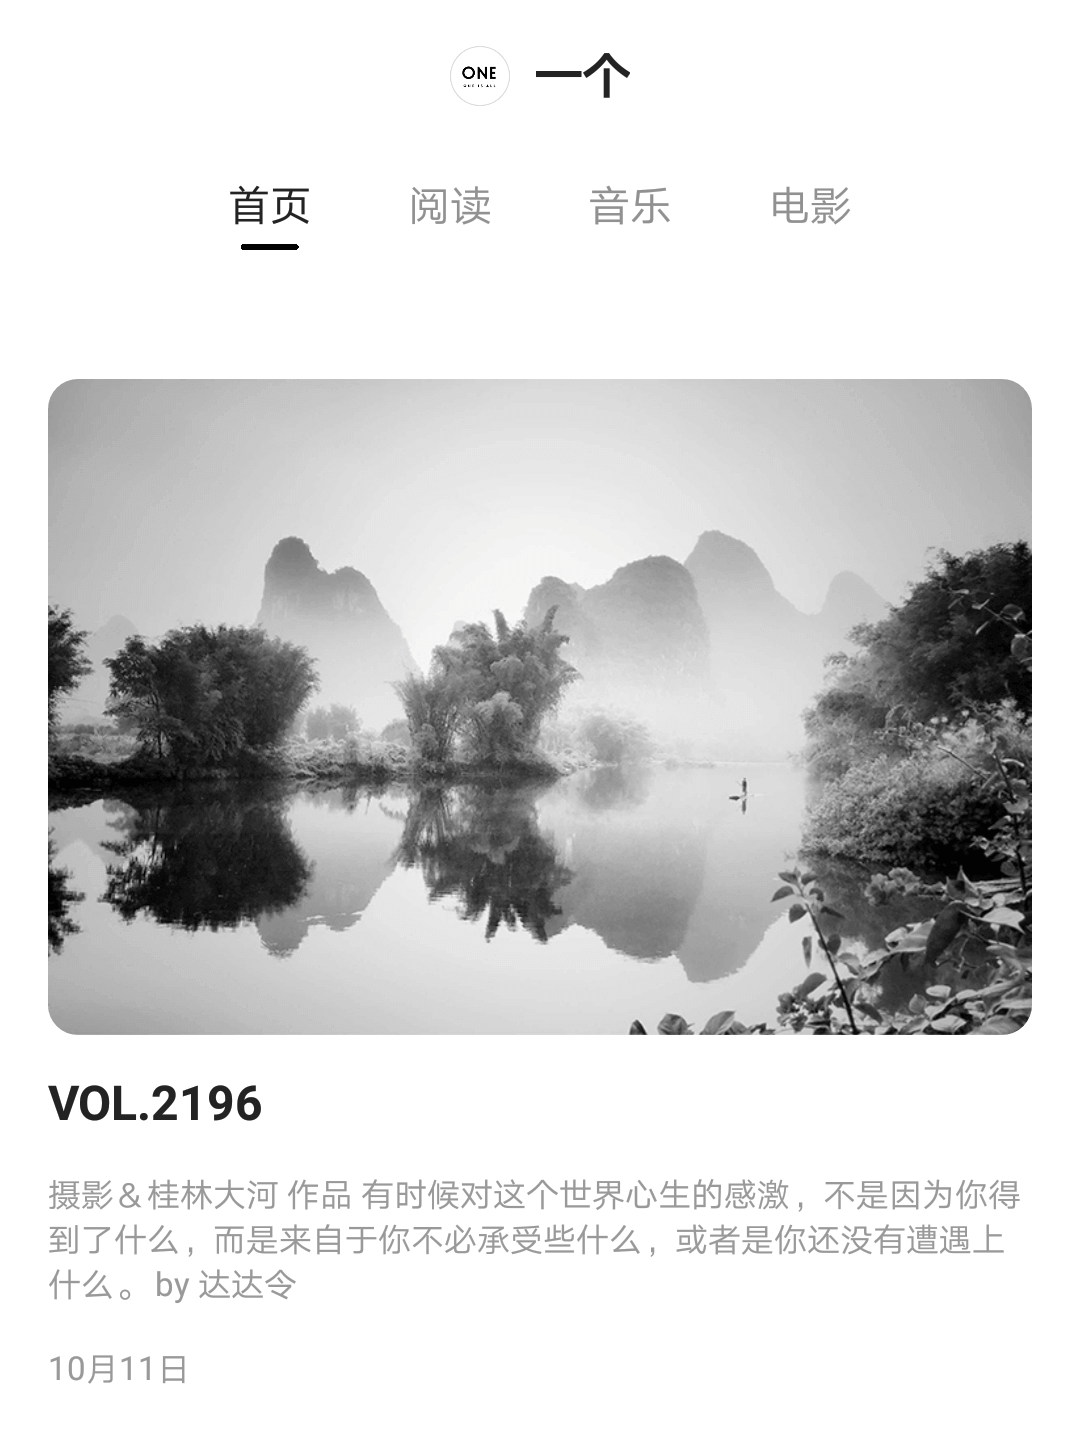 ONE
ONE IS ALL
一个
首页 阅读 音乐 电影
VOL.2196
摄影＆桂林大河 作品 有时候对这个世界心生的感激，不是因为你得
到了什么，而是来自于你不必承受些什么，或者是你还没有遭遇上
什么。by 达达令
10月11日